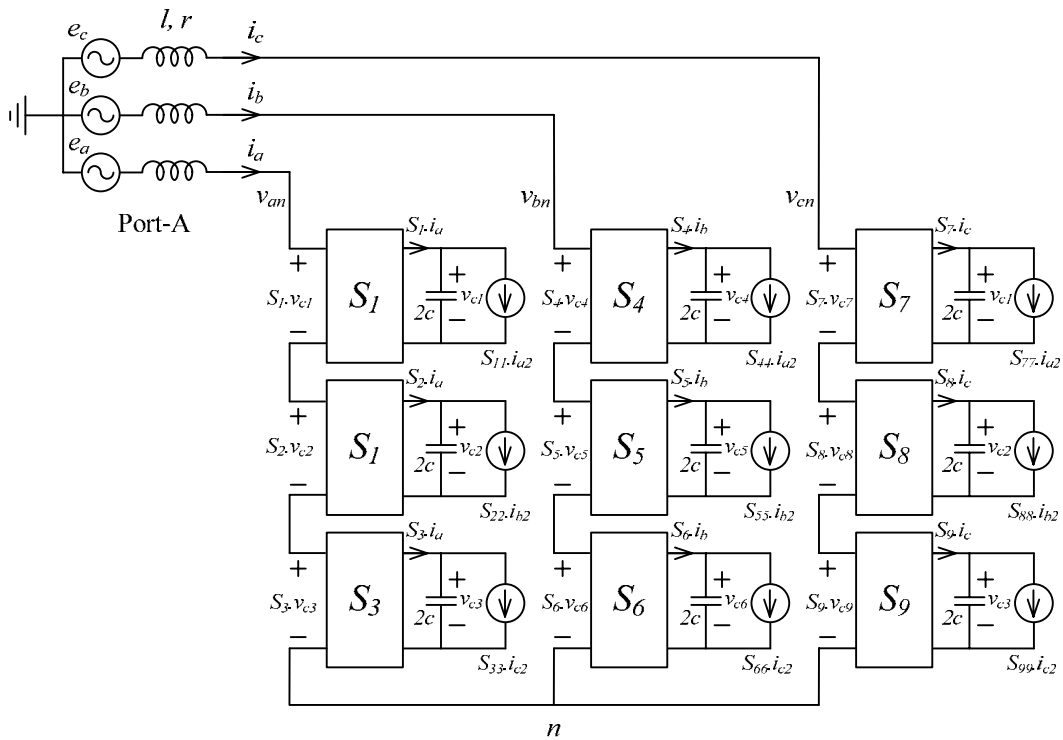 e_c
l, r
i_c
e_b
i_b
e_a
i_a
Port-A
v_an
v_bn
v_cn
S_1.i_a
S_4.i_b
S_7.i_c
+
S_1.v_c1
−
S_1
2c
+
v_c1
−
S_11.i_a2
+
S_4.v_c4
−
S_4
2c
+
v_c4
−
S_44.i_a2
+
S_7.v_c7
−
S_7
2c
+
v_c1
−
S_77.i_a2
S_2.i_a
S_5.i_b
S_8.i_c
+
S_2.v_c2
−
S_1
2c
+
v_c2
−
S_22.i_b2
+
S_5.v_c5
−
S_5
2c
+
v_c5
−
S_55.i_b2
+
S_8.v_c8
−
S_8
2c
+
v_c2
−
S_88.i_b2
S_3.i_a
S_6.i_b
S_9.i_c
+
S_3.v_c3
−
S_3
2c
+
v_c3
−
S_33.i_c2
+
S_6.v_c6
−
S_6
2c
+
v_c6
−
S_66.i_c2
+
S_9.v_c9
−
S_9
2c
+
v_c3
−
S_99.i_c2
n